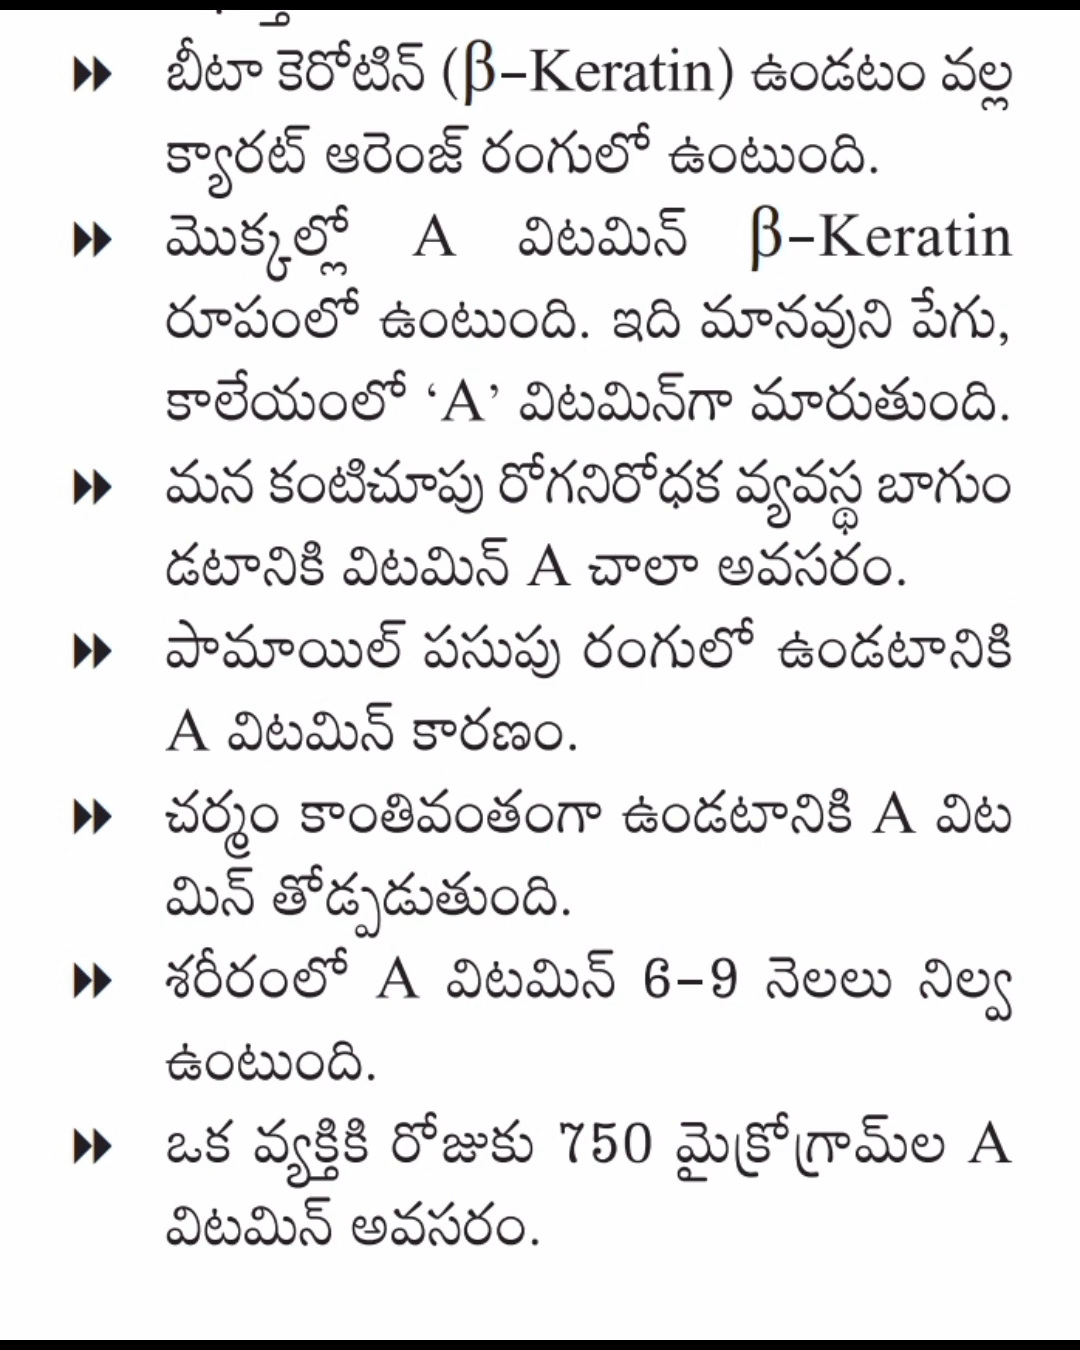 ▶▶ బీటా కెరోటిన్ (β–Keratin) ఉండటం వల్ల
క్యారట్ ఆరెంజ్ రంగులో ఉంటుంది.
▶▶ మొక్కల్లో A విటమిన్ β–Keratin
రూపంలో ఉంటుంది. ఇది మానవుని పేగు,
కాలేయంలో ‘A’ విటమిన్‌గా మారుతుంది.
▶▶ మన కంటిచూపు రోగనిరోధక వ్యవస్థ బాగుం
డటానికి విటమిన్ A చాలా అవసరం.
▶▶ పామాయిల్ పసుపు రంగులో ఉండటానికి
A విటమిన్ కారణం.
▶▶ చర్మం కాంతివంతంగా ఉండటానికి A విట
మిన్ తోడ్పడుతుంది.
▶▶ శరీరంలో A విటమిన్ 6–9 నెలలు నిల్వ
ఉంటుంది.
▶▶ ఒక వ్యక్తికి రోజుకు 750 మైక్రోగ్రామ్‌ల A
విటమిన్ అవసరం.